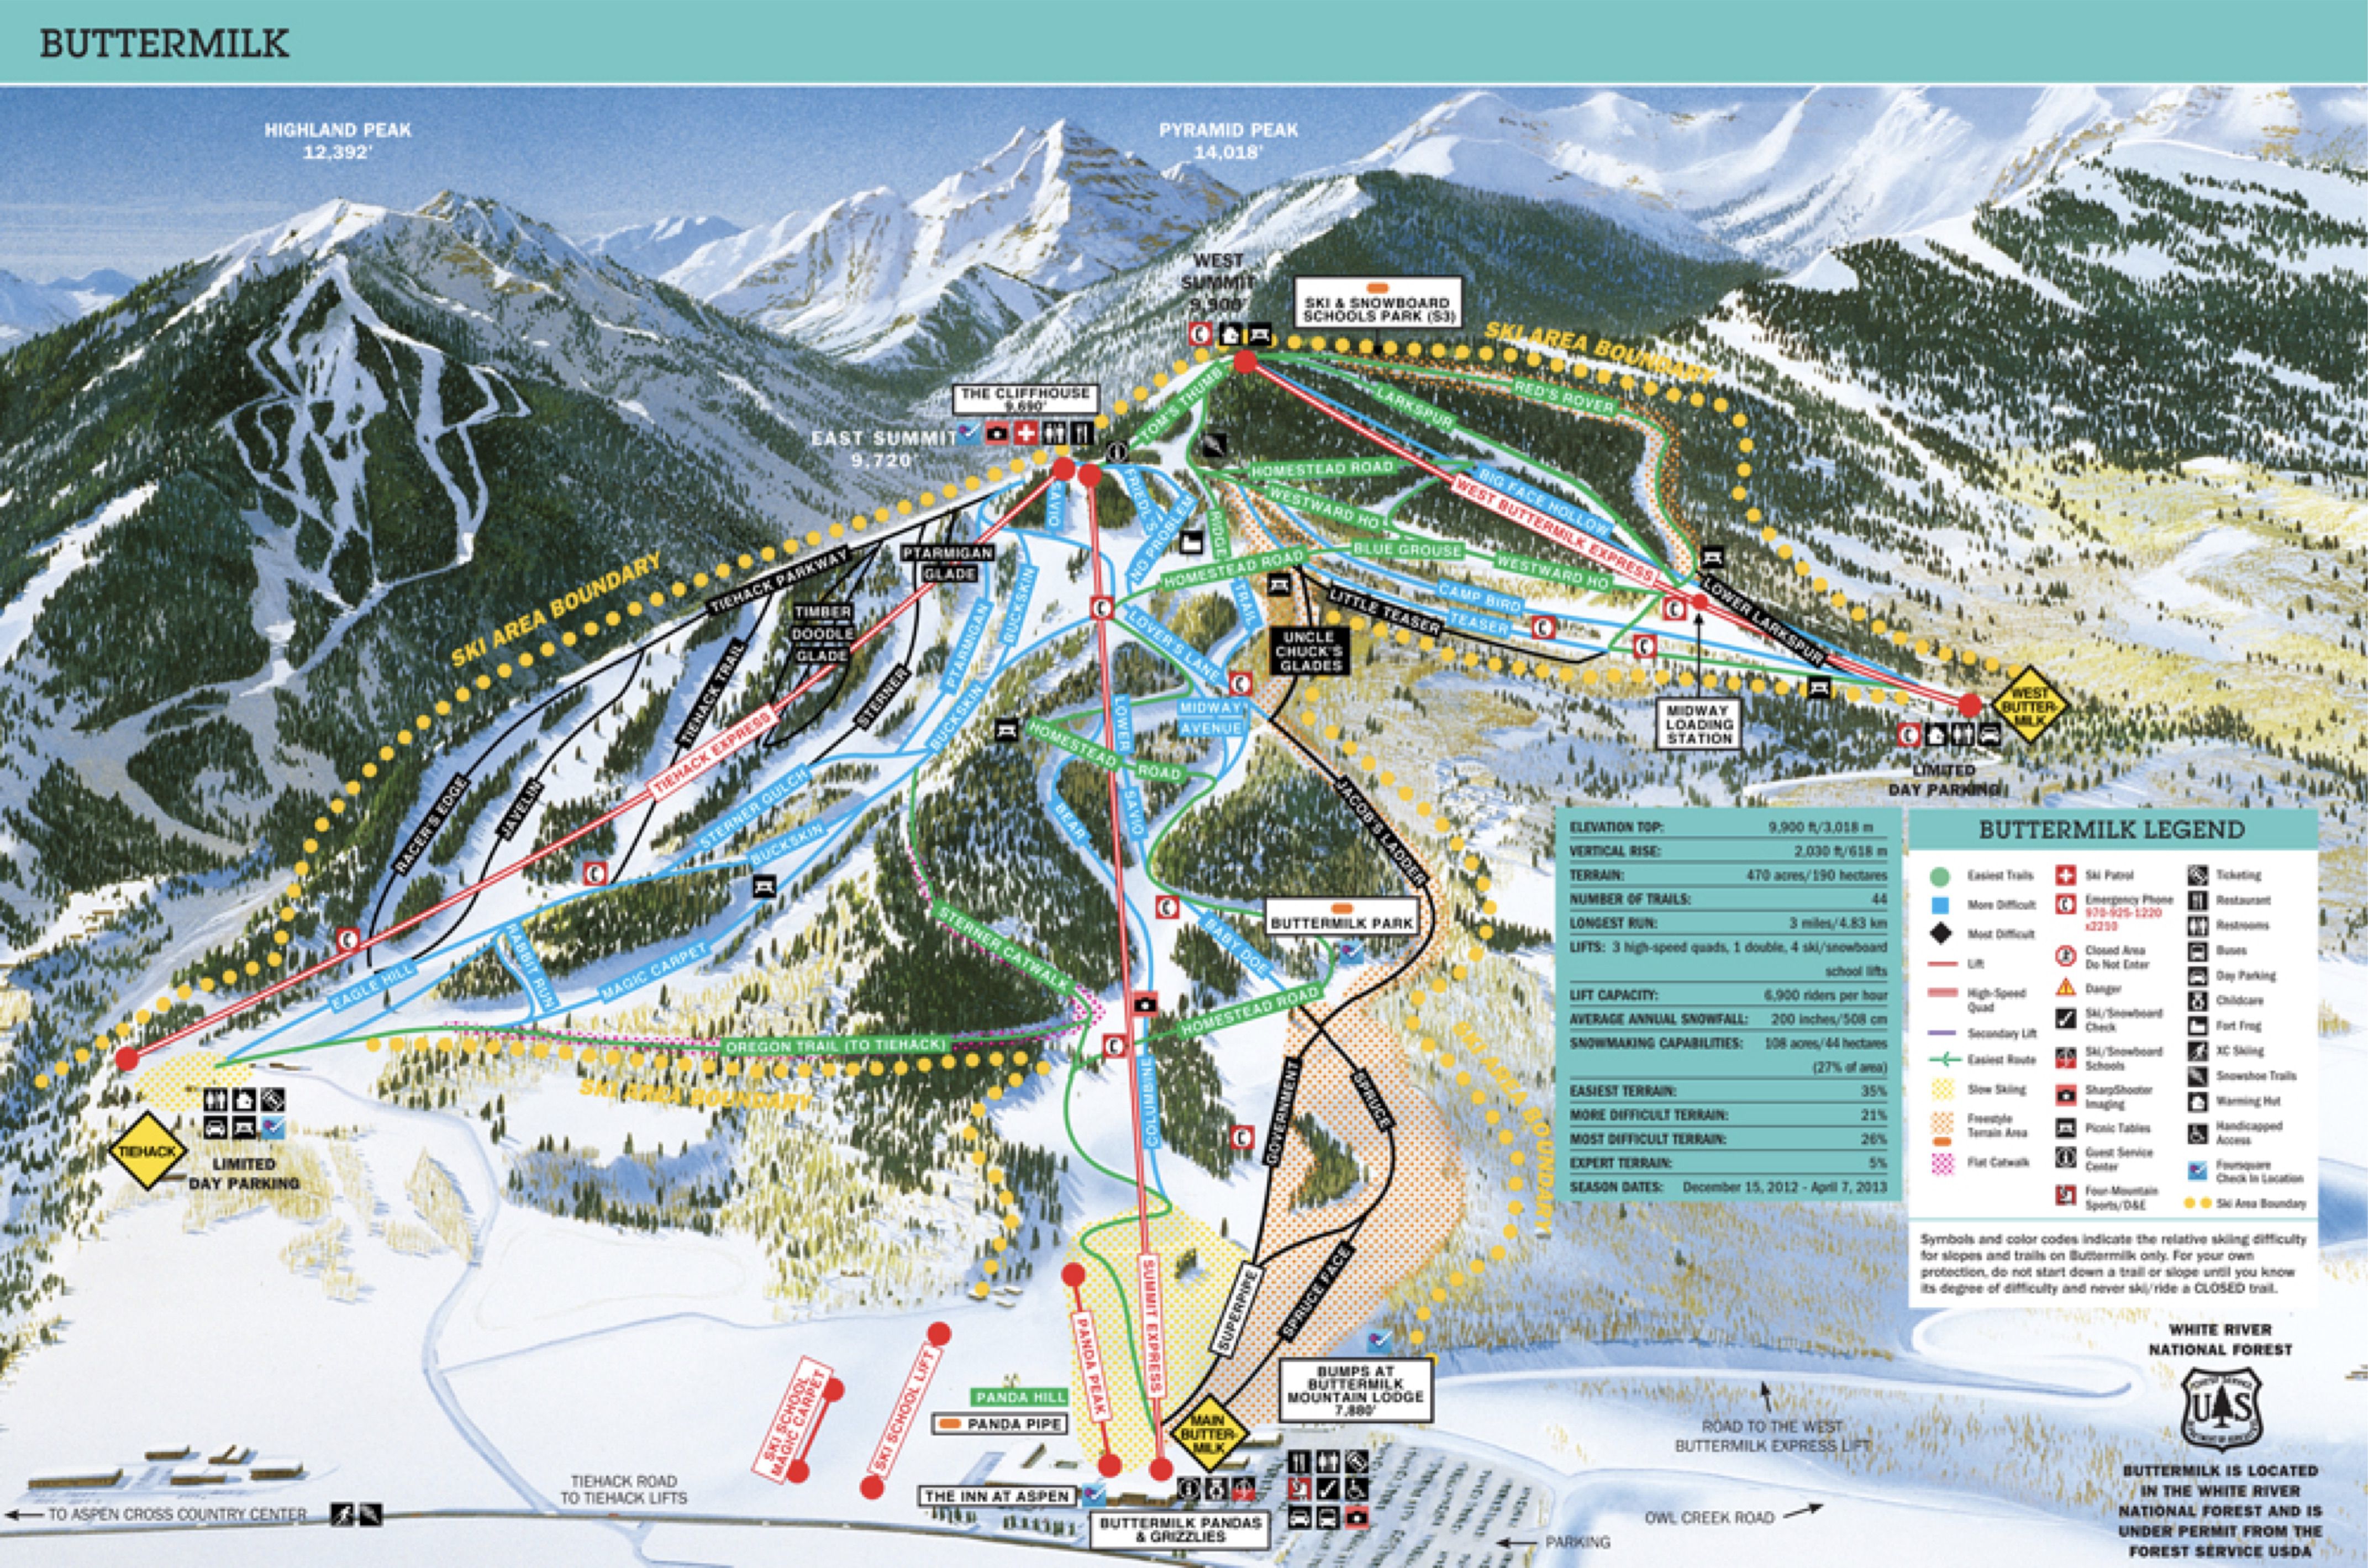 BUTTERMILK
HIGHLAND PEAK
12,392'
PYRAMID PEAK
14,018'
WEST
SUMMIT
9,900'
SKI & SNOWBOARD
SCHOOLS PARK (S3)
SKI AREA BOUNDARY
THE CLIFFHOUSE
9,690'
EAST SUMMIT
9,720'
TOM'S THUMB
LARKSPUR
RED'S ROVER
HOMESTEAD ROAD
BIG FACE HOLLOW
WEST BUTTERMILK EXPRESS
WESTWARD HO
SAVIO
FRIEDL'S
NO PROBLEM
RIDGE
TRAIL
HOMESTEAD ROAD
BLUE GROUSE
WESTWARD HO
CAMP BIRD
TEASER
LITTLE TEASER
LOWER LARKSPUR
SKI AREA BOUNDARY
TIEHACK PARKWAY
PTARMIGAN
GLADE
TIMBER
DOODLE
GLADE
TIEHACK TRAIL
STERNER
PTARMIGAN
BUCKSKIN
BUCKSKIN
LOVER'S LANE
UNCLE
CHUCK'S
GLADES
MIDWAY
AVENUE
MIDWAY
LOADING
STATION
WEST
BUTTER-
MILK
LIMITED
DAY PARKING
TIEHACK EXPRESS
RACER'S EDGE
JAVELIN
STERNER GULCH
BUCKSKIN
HOMESTEAD ROAD
LOWER
SAVIO
BEAR
JACOB'S LADDER
BUTTERMILK PARK
BABY DOE
STERNER CATWALK
EAGLE HILL
RABBIT RUN
MAGIC CARPET
OREGON TRAIL (TO TIEHACK)
SKI AREA BOUNDARY
HOMESTEAD ROAD
COLUMBINE
GOVERNMENT
SPRUCE
SKI AREA BOUNDARY
TIEHACK
LIMITED
DAY PARKING
SUPERPIPE
SPRUCE FACE
SUMMIT EXPRESS
PANDA PEAK
SKI SCHOOL
MAGIC CARPET
SKI SCHOOL LIFT
PANDA HILL
PANDA PIPE
MAIN
BUTTER-
MILK
BUMPS AT
BUTTERMILK
MOUNTAIN LODGE
7,880'
THE INN AT ASPEN
BUTTERMILK PANDAS
& GRIZZLIES
TIEHACK ROAD
TO TIEHACK LIFTS
TO ASPEN CROSS COUNTRY CENTER
ROAD TO THE WEST
BUTTERMILK EXPRESS LIFT
OWL CREEK ROAD
PARKING
ELEVATION TOP: 9,900 ft/3,018 m
VERTICAL RISE: 2,030 ft/618 m
TERRAIN: 470 acres/190 hectares
NUMBER OF TRAILS: 44
LONGEST RUN: 3 miles/4.83 km
LIFTS: 3 high-speed quads, 1 double, 4 ski/snowboard
school lifts
LIFT CAPACITY: 6,900 riders per hour
AVERAGE ANNUAL SNOWFALL: 200 inches/508 cm
SNOWMAKING CAPABILITIES: 108 acres/44 hectares
(27% of area)
EASIEST TERRAIN: 35%
MORE DIFFICULT TERRAIN: 21%
MOST DIFFICULT TERRAIN: 26%
EXPERT TERRAIN: 5%
SEASON DATES: December 15, 2012 - April 7, 2013
BUTTERMILK LEGEND
Easiest Trails
More Difficult
Most Difficult
Lift
High-Speed
Quad
Secondary Lift
Easiest Route
Slow Skiing
Freestyle
Terrain Area
Flat Catwalk
Ski Patrol
Emergency Phone
970-925-1220
x2210
Closed Area
Do Not Enter
Danger
Ski/Snowboard
Check
Ski/Snowboard
Schools
SharpShooter
Imaging
Picnic Tables
Guest Service
Center
Four-Mountain
Sports/D&E
Ticketing
Restaurant
Restrooms
Buses
Day Parking
Childcare
Fort Frog
XC Skiing
Snowshoe Trails
Warming Hut
Handicapped
Access
Foursquare
Check In Location
Ski Area Boundary
Symbols and color codes indicate the relative skiing difficulty
for slopes and trails on Buttermilk only. For your own
protection, do not start down a trail or slope until you know
its degree of difficulty and never ski/ride a CLOSED trail.
WHITE RIVER
NATIONAL FOREST
FOREST SERVICE
U S
DEPARTMENT OF AGRICULTURE
BUTTERMILK IS LOCATED
IN THE WHITE RIVER
NATIONAL FOREST AND IS
UNDER PERMIT FROM THE
FOREST SERVICE USDA